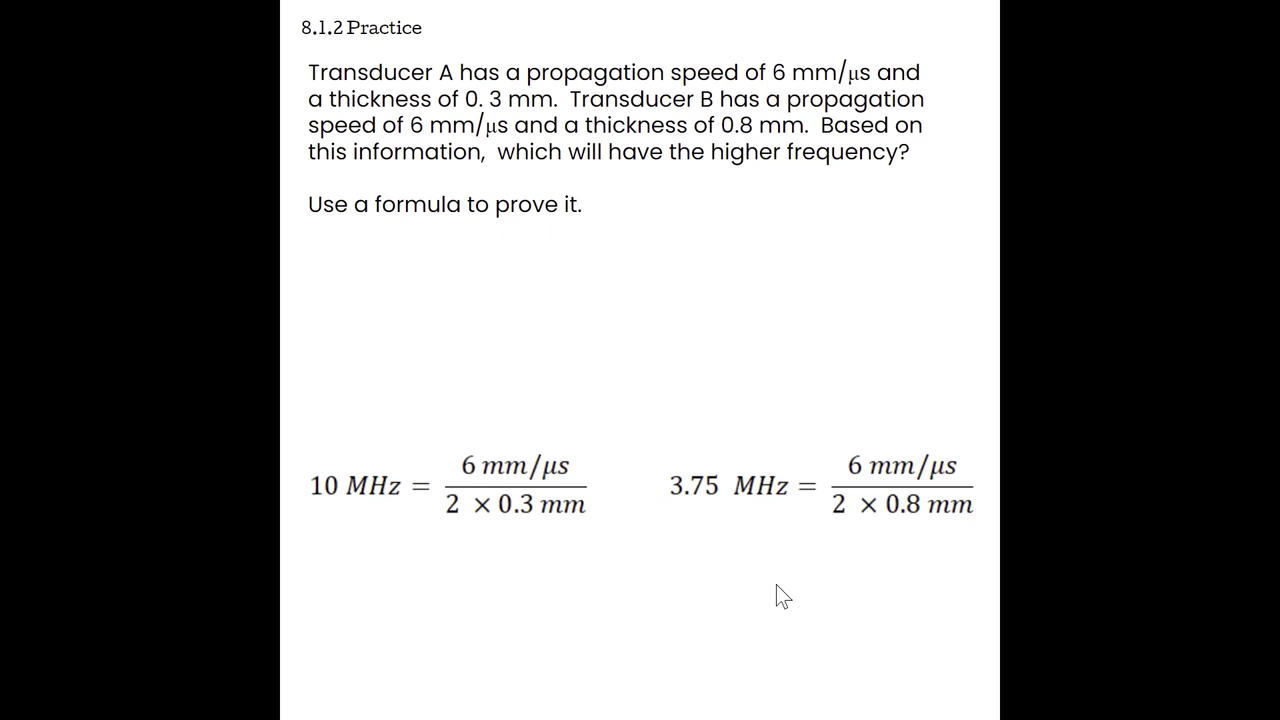 8.1.2 Practice
Transducer A has a propagation speed of 6 mm/μs and
a thickness of 0. 3 mm.  Transducer B has a propagation
speed of 6 mm/μs and a thickness of 0.8 mm.  Based on
this information,  which will have the higher frequency?
Use a formula to prove it.
10 MHz = 6 mm/μs / 2 × 0.3 mm
3.75 MHz = 6 mm/μs / 2 × 0.8 mm